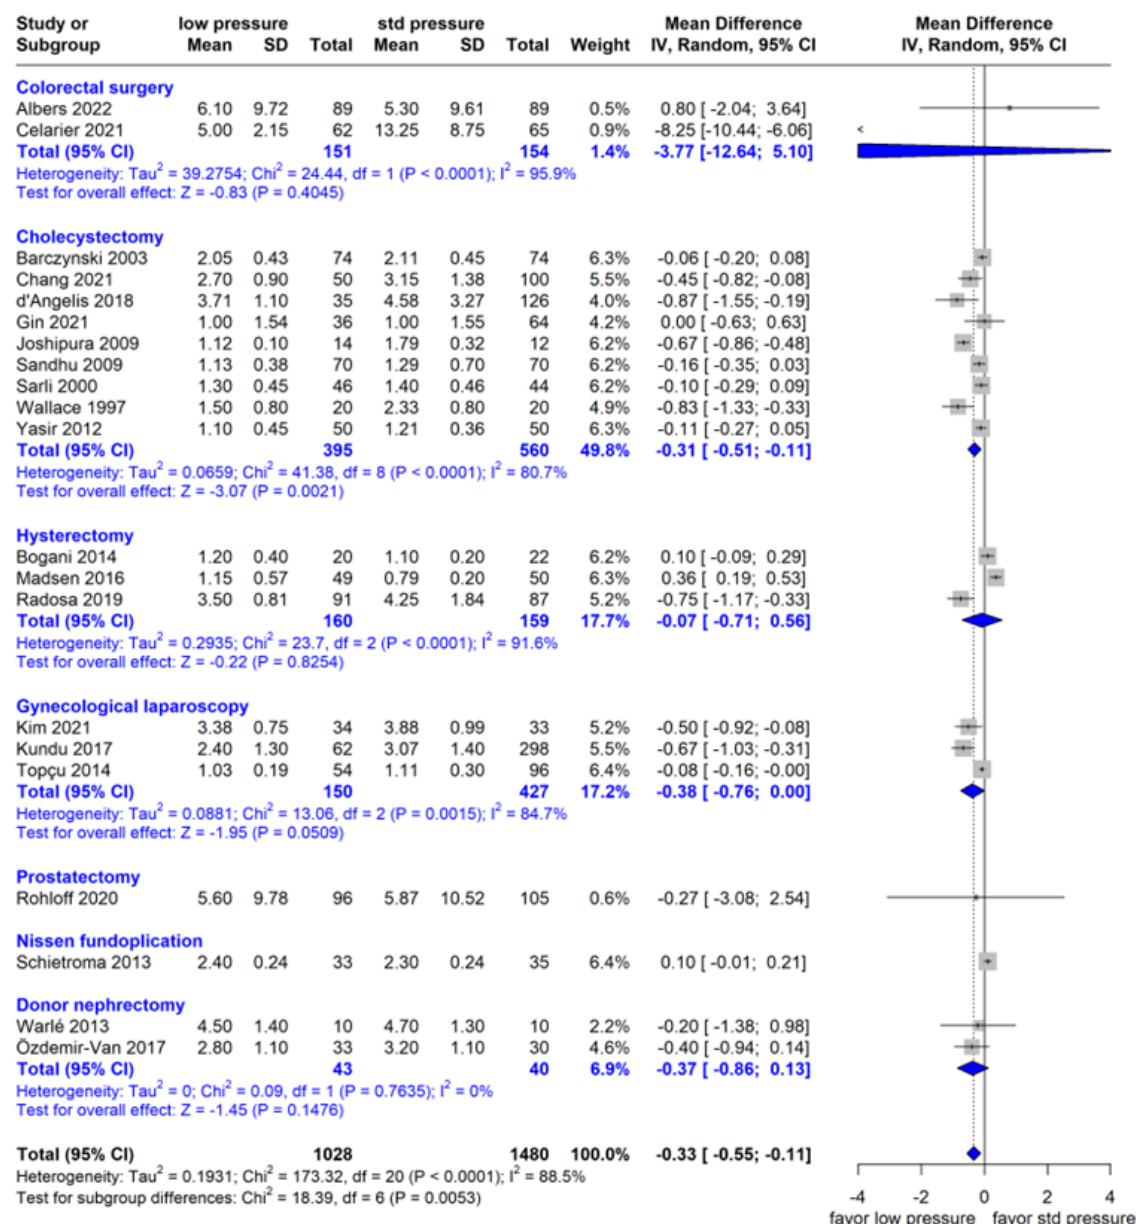 Study or low pressure std pressure Mean Difference Mean Difference
Subgroup Mean SD Total Mean SD Total Weight IV, Random, 95% CI IV, Random, 95% CI
Colorectal surgery
Albers 2022 6.10 9.72 89 5.30 9.61 89 0.5% 0.80 [ -2.04; 3.64]
Celarier 2021 5.00 2.15 62 13.25 8.75 65 0.9% -8.25 [-10.44; -6.06]
Total (95% CI) 151 154 1.4% -3.77 [-12.64; 5.10]
Heterogeneity: Tau² = 39.2754; Chi² = 24.44, df = 1 (P < 0.0001); I² = 95.9%
Test for overall effect: Z = -0.83 (P = 0.4045)
Cholecystectomy
Barczynski 2003 2.05 0.43 74 2.11 0.45 74 6.3% -0.06 [ -0.20; 0.08]
Chang 2021 2.70 0.90 50 3.15 1.38 100 5.5% -0.45 [ -0.82; -0.08]
d'Angelis 2018 3.71 1.10 35 4.58 3.27 126 4.0% -0.87 [ -1.55; -0.19]
Gin 2021 1.00 1.54 36 1.00 1.55 64 4.2% 0.00 [ -0.63; 0.63]
Joshipura 2009 1.12 0.10 14 1.79 0.32 12 6.2% -0.67 [ -0.86; -0.48]
Sandhu 2009 1.13 0.38 70 1.29 0.70 70 6.2% -0.16 [ -0.35; 0.03]
Sarli 2000 1.30 0.45 46 1.40 0.46 44 6.2% -0.10 [ -0.29; 0.09]
Wallace 1997 1.50 0.80 20 2.33 0.80 20 4.9% -0.83 [ -1.33; -0.33]
Yasir 2012 1.10 0.45 50 1.21 0.36 50 6.3% -0.11 [ -0.27; 0.05]
Total (95% CI) 395 560 49.8% -0.31 [ -0.51; -0.11]
Heterogeneity: Tau² = 0.0659; Chi² = 41.38, df = 8 (P < 0.0001); I² = 80.7%
Test for overall effect: Z = -3.07 (P = 0.0021)
Hysterectomy
Bogani 2014 1.20 0.40 20 1.10 0.20 22 6.2% 0.10 [ -0.09; 0.29]
Madsen 2016 1.15 0.57 49 0.79 0.20 50 6.3% 0.36 [ 0.19; 0.53]
Radosa 2019 3.50 0.81 91 4.25 1.84 87 5.2% -0.75 [ -1.17; -0.33]
Total (95% CI) 160 159 17.7% -0.07 [ -0.71; 0.56]
Heterogeneity: Tau² = 0.2935; Chi² = 23.7, df = 2 (P < 0.0001); I² = 91.6%
Test for overall effect: Z = -0.22 (P = 0.8254)
Gynecological laparoscopy
Kim 2021 3.38 0.75 34 3.88 0.99 33 5.2% -0.50 [ -0.92; -0.08]
Kundu 2017 2.40 1.30 62 3.07 1.40 298 5.5% -0.67 [ -1.03; -0.31]
Topçu 2014 1.03 0.19 54 1.11 0.30 96 6.4% -0.08 [ -0.16; -0.00]
Total (95% CI) 150 427 17.2% -0.38 [ -0.76; 0.00]
Heterogeneity: Tau² = 0.0881; Chi² = 13.06, df = 2 (P = 0.0015); I² = 84.7%
Test for overall effect: Z = -1.95 (P = 0.0509)
Prostatectomy
Rohloff 2020 5.60 9.78 96 5.87 10.52 105 0.6% -0.27 [ -3.08; 2.54]
Nissen fundoplication
Schietroma 2013 2.40 0.24 33 2.30 0.24 35 6.4% 0.10 [ -0.01; 0.21]
Donor nephrectomy
Warlé 2013 4.50 1.40 10 4.70 1.30 10 2.2% -0.20 [ -1.38; 0.98]
Özdemir-Van 2017 2.80 1.10 33 3.20 1.10 30 4.6% -0.40 [ -0.94; 0.14]
Total (95% CI) 43 40 6.9% -0.37 [ -0.86; 0.13]
Heterogeneity: Tau² = 0; Chi² = 0.09, df = 1 (P = 0.7635); I² = 0%
Test for overall effect: Z = -1.45 (P = 0.1476)
Total (95% CI) 1028 1480 100.0% -0.33 [ -0.55; -0.11]
Heterogeneity: Tau² = 0.1931; Chi² = 173.32, df = 20 (P < 0.0001); I² = 88.5%
Test for subgroup differences: Chi² = 18.39, df = 6 (P = 0.0053)
-4 -2 0 2 4
favor low pressure favor std pressure